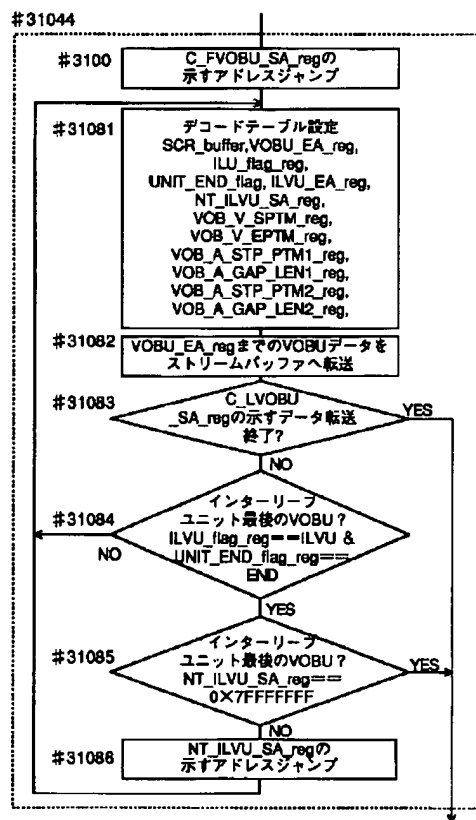 #31044
#3100
C_FVOBU_SA_regの
示すアドレスジャンプ
#31081
デコードテーブル設定
SCR_buffer,VOBU_EA_reg,
ILU_flag_reg,
UNIT_END_flag, ILVU_EA_reg,
NT_ILVU_SA_reg,
VOB_V_SPTM_reg,
VOB_V_EPTM_reg,
VOB_A_STP_PTM1_reg,
VOB_A_GAP_LEN1_reg,
VOB_A_STP_PTM2_reg,
VOB_A_GAP_LEN2_reg,
#31082
VOBU_EA_regまでのVOBUデータを
ストリームバッファへ転送
#31083
C_LVOBU
_SA_regの示すデータ転送
終了?
YES
NO
#31084
インターリーブ
ユニット最後のVOBU?
ILVU_flag_reg==ILVU &
UNIT_END_flag_reg==
END
NO
YES
#31085
インターリーブ
ユニット最後のVOBU?
NT_ILVU_SA_reg==
0×7FFFFFFF
YES
NO
#31086
NT_ILVU_SA_regの
示すアドレスジャンプ